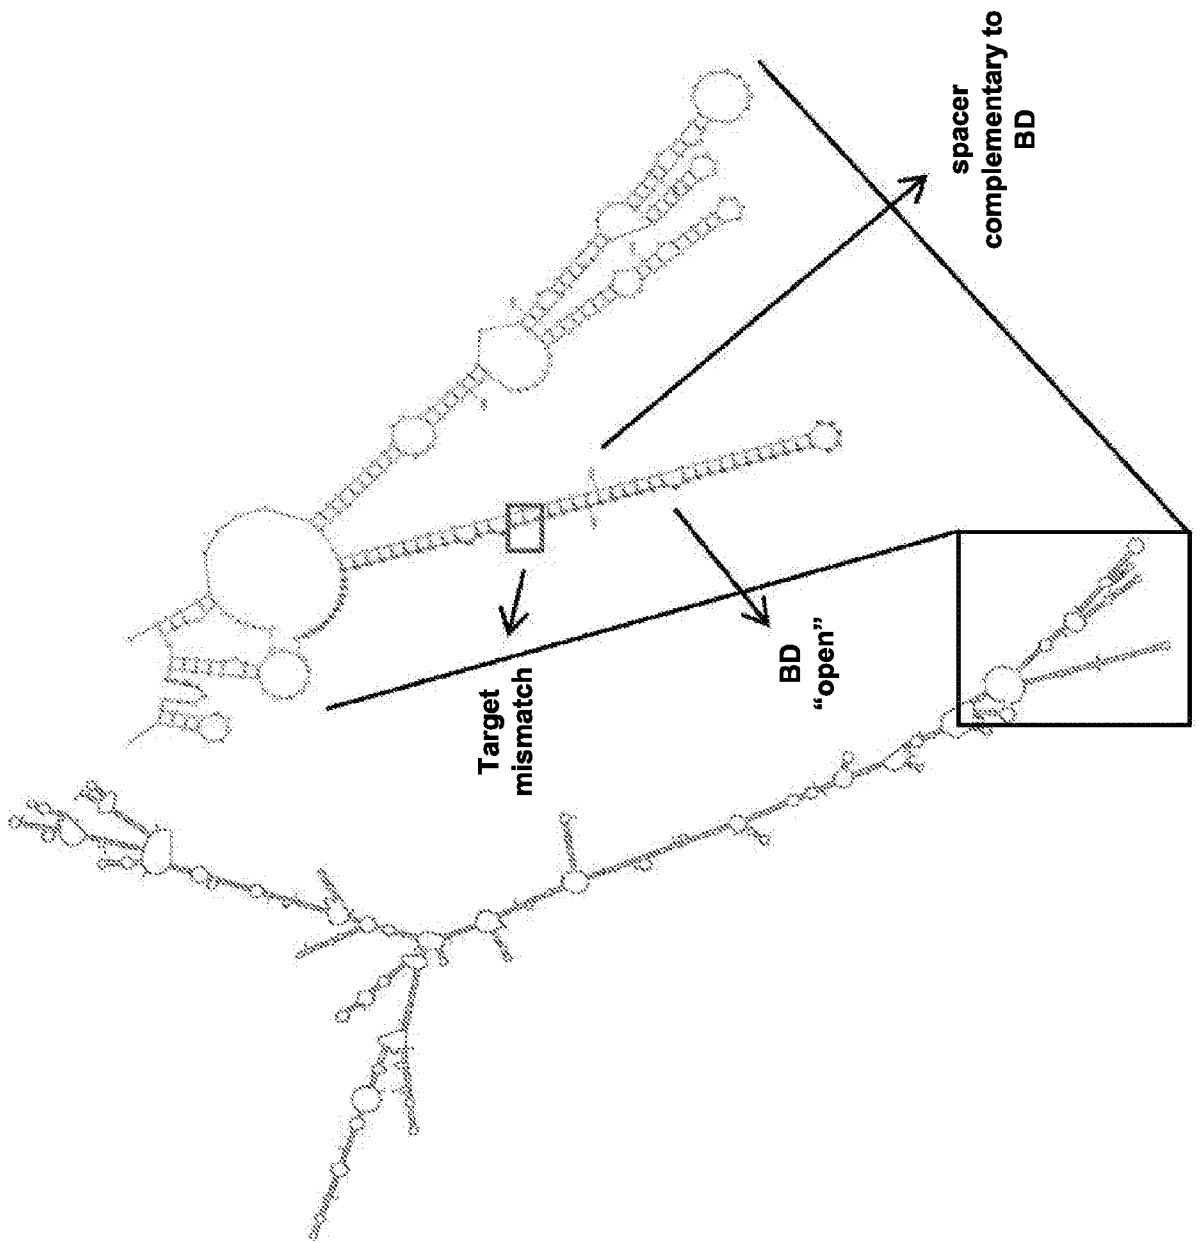 Target
mismatch
BD
“open”
spacer
complementary to
BD